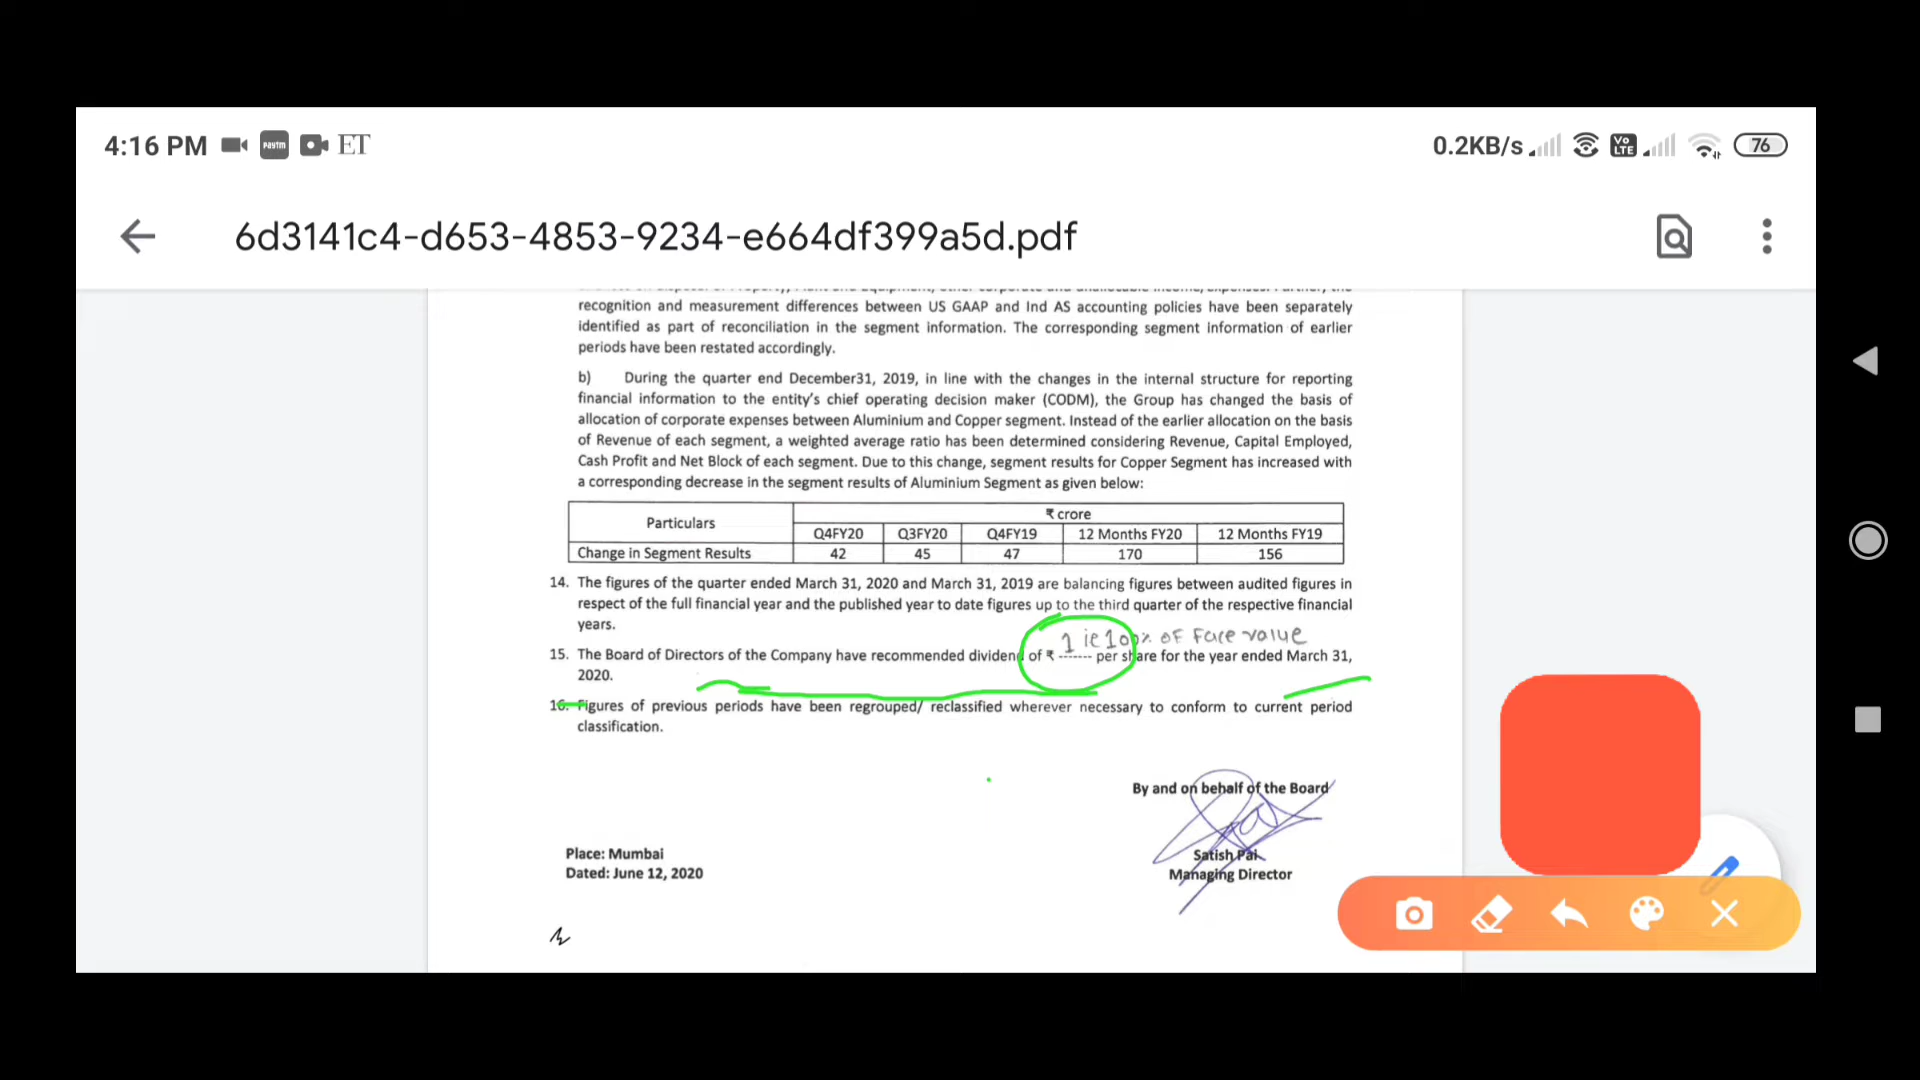 4:16 PM paytm ET 0.2KB/s Vo LTE 76
6d3141c4-d653-4853-9234-e664df399a5d.pdf
recognition and measurement differences between US GAAP and Ind AS accounting policies have been separately
identified as part of reconciliation in the segment information. The corresponding segment information of earlier
periods have been restated accordingly.
b) During the quarter end December31, 2019, in line with the changes in the internal structure for reporting
financial information to the entity's chief operating decision maker (CODM), the Group has changed the basis of
allocation of corporate expenses between Aluminium and Copper segment. Instead of the earlier allocation on the basis
of Revenue of each segment, a weighted average ratio has been determined considering Revenue, Capital Employed,
Cash Profit and Net Block of each segment. Due to this change, segment results for Copper Segment has increased with
a corresponding decrease in the segment results of Aluminium Segment as given below:
Particulars ₹ crore
Q4FY20 Q3FY20 Q4FY19 12 Months FY20 12 Months FY19
Change in Segment Results 42 45 47 170 156
14. The figures of the quarter ended March 31, 2020 and March 31, 2019 are balancing figures between audited figures in
respect of the full financial year and the published year to date figures up to the third quarter of the respective financial
years.
1 ie 100% of Face value
15. The Board of Directors of the Company have recommended dividend of ₹ ------- per share for the year ended March 31,
2020.
16. Figures of previous periods have been regrouped/ reclassified wherever necessary to conform to current period
classification.
By and on behalf of the Board
Place: Mumbai
Dated: June 12, 2020
Satish Pai
Managing Director